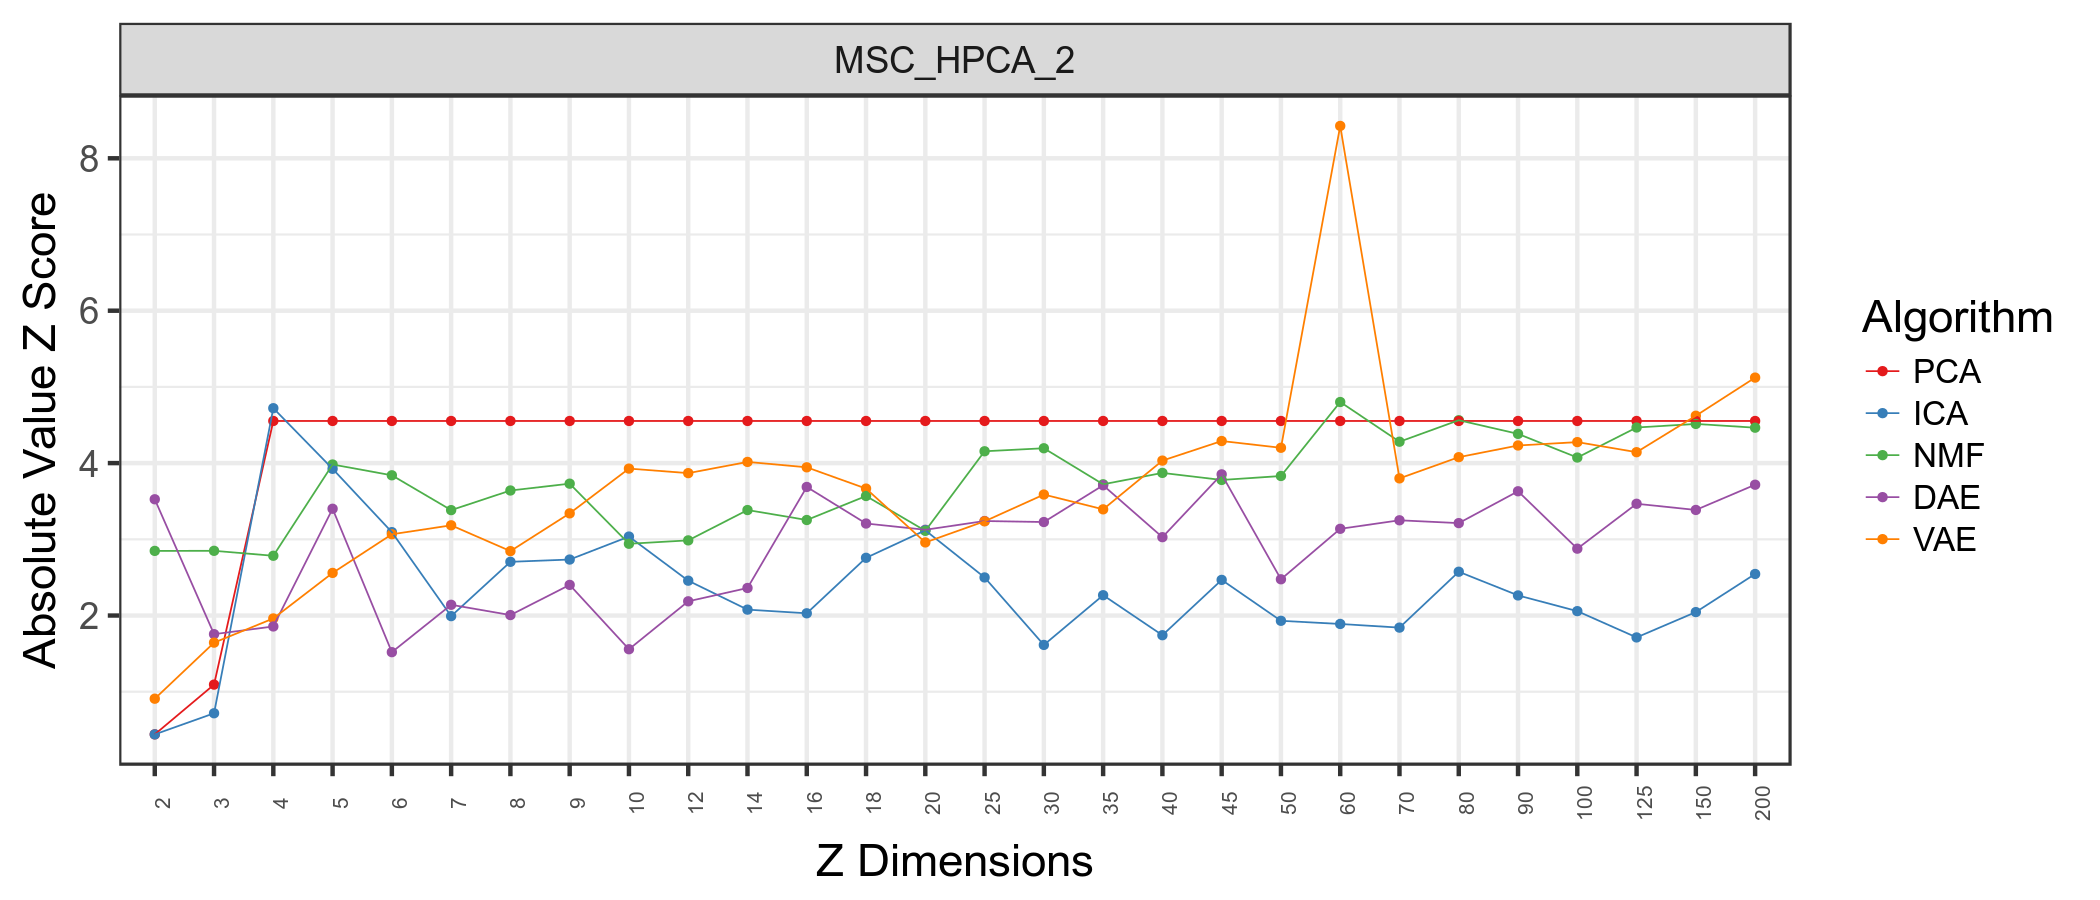 MSC_HPCA_2
Absolute Value Z Score
8
6
4
2
2 3 4 5 6 7 8 9 10 12 14 16 18 20 25 30 35 40 45 50 60 70 80 90 100 125 150 200
Z Dimensions
Algorithm
PCA
ICA
NMF
DAE
VAE